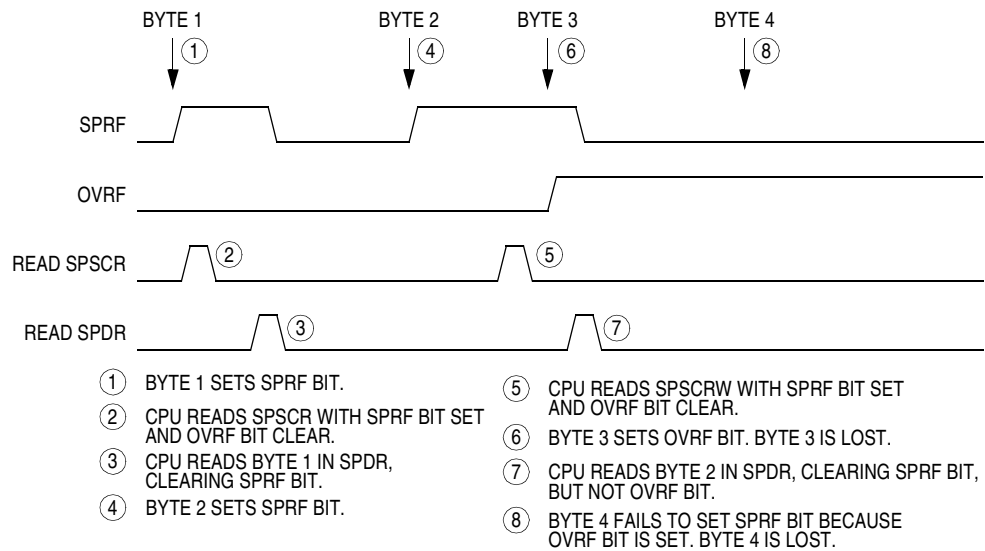 BYTE 1 BYTE 2 BYTE 3 BYTE 4
1 4 6 8
SPRF
OVRF
READ SPSCR 2 5
READ SPDR 3 7
1 BYTE 1 SETS SPRF BIT.
2 CPU READS SPSCR WITH SPRF BIT SET
AND OVRF BIT CLEAR.
3 CPU READS BYTE 1 IN SPDR,
CLEARING SPRF BIT.
4 BYTE 2 SETS SPRF BIT.
5 CPU READS SPSCRW WITH SPRF BIT SET
AND OVRF BIT CLEAR.
6 BYTE 3 SETS OVRF BIT. BYTE 3 IS LOST.
7 CPU READS BYTE 2 IN SPDR, CLEARING SPRF BIT,
BUT NOT OVRF BIT.
8 BYTE 4 FAILS TO SET SPRF BIT BECAUSE
OVRF BIT IS SET. BYTE 4 IS LOST.